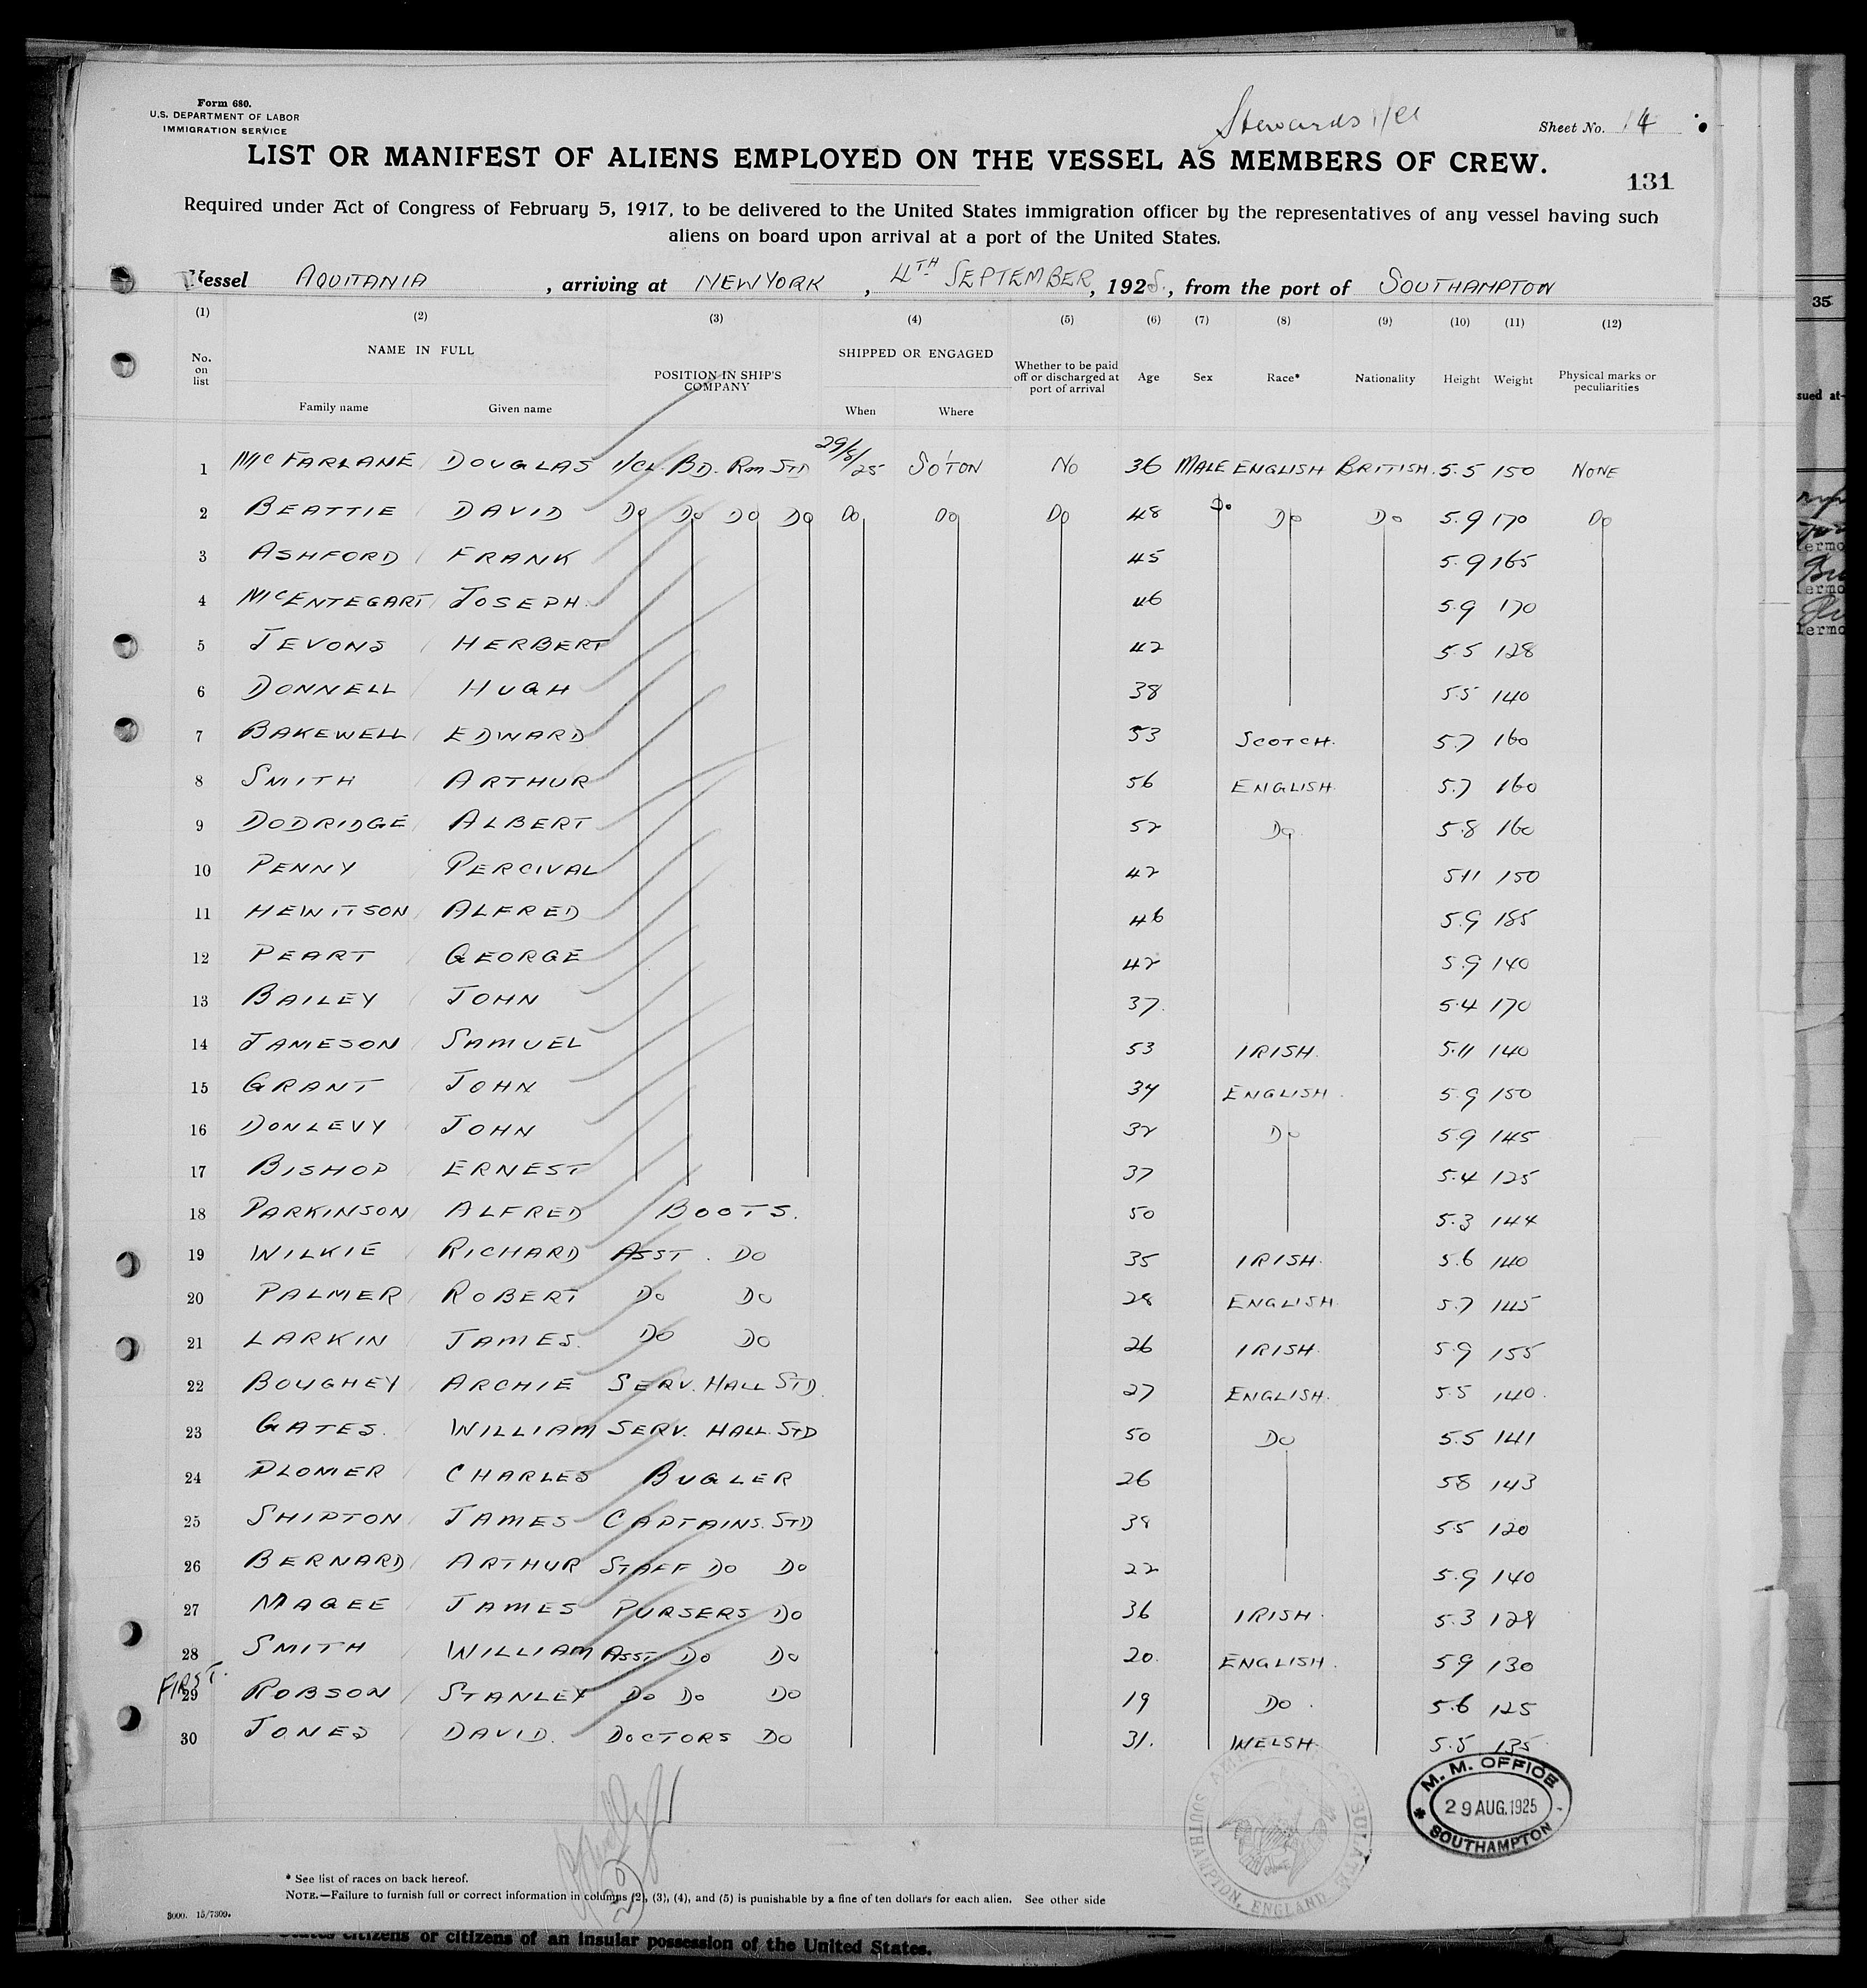 Form 680.
U.S. DEPARTMENT OF LABOR
IMMIGRATION SERVICE
Stewards 1/Cl
Sheet No. 14
LIST OR MANIFEST OF ALIENS EMPLOYED ON THE VESSEL AS MEMBERS OF CREW.
131
Required under Act of Congress of February 5, 1917, to be delivered to the United States immigration officer by the representatives of any vessel having such
aliens on board upon arrival at a port of the United States.
Vessel AQUITANIA, arriving at NEW YORK, 4TH SEPTEMBER, 1925, from the port of SOUTHAMPTON
(1) (2) (3) (4) (5) (6) (7) (8) (9) (10) (11) (12)
No. on list NAME IN FULL POSITION IN SHIP'S COMPANY SHIPPED OR ENGAGED Whether to be paid off or discharged at port of arrival Age Sex Race* Nationality Height Weight Physical marks or peculiarities
Family name Given name When Where
1 McFARLANE DOUGLAS 1/Cl. BD. Rm STD 29/8/25 SO'TON No 36 MALE ENGLISH BRITISH. 5.5 150 NONE
2 BEATTIE DAVID Do Do Do Do Do Do Do 48 Do Do Do 5.9 170 Do
3 ASHFORD FRANK 45 5.9 165
4 McENTEGART JOSEPH. 46 5.9 170
5 JEVONS HERBERT 42 5.5 128
6 DONNELL HUGH 38 5.5 140
7 BAKEWELL EDWARD 53 SCOTCH. 5.7 160
8 SMITH ARTHUR 56 ENGLISH. 5.7 160
9 DODRIDGE ALBERT 52 Do 5.8 160
10 PENNY PERCIVAL 42 5.11 150
11 HEWITSON ALFRED 46 5.9 185
12 PEART GEORGE 42 5.9 140
13 BAILEY JOHN 37. 5.4 170
14 JAMESON SAMUEL 53 IRISH. 5.11 140
15 GRANT JOHN 34 ENGLISH. 5.9 150
16 DONLEVY JOHN 32 Do 5.9 145
17 BISHOP ERNEST 37 5.4 125
18 PARKINSON ALFRED BOOTS. 50 5.3 144
19 WILKIE RICHARD ASST. DO 35 IRISH. 5.6 140
20 PALMER ROBERT DO DO 28 ENGLISH. 5.7 145
21 LARKIN JAMES. DO DO 26 IRISH. 5.9 155
22 BOUGHEY ARCHIE SERV. HALL STD. 27 ENGLISH. 5.5 140.
23 GATES. WILLIAM SERV. HALL. STD 50 DO 5.5 141
24 PLOMER CHARLES BUGLER 26 5.8 143
25 SHIPTON JAMES CAPTAINS. STD 38 5.5 120
26 BERNARD ARTHUR STAFF DO DO 22 5.9 140
27 MAGEE JAMES PURSERS DO 36 IRISH. 5.3 128
28 SMITH WILLIAM ASST DO DO 20. ENGLISH. 5.9 130
FIRST.
29 ROBSON STANLEY DO DO DO 19 DO. 5.6 125
30 JONES DAVID. DOCTORS DO 31. WELSH. 5.5 135
M. M. OFFICE
29 AUG. 1925
SOUTHAMPTON
SOUTHAMPTON, ENGLAND
* See list of races on back hereof.
NOTE.—Failure to furnish full or correct information in columns (2), (3), (4), and (5) is punishable by a fine of ten dollars for each alien. See other side
3000. 15/7309.
States citizens or citizens of an insular possession of the United States.
35
sued at-